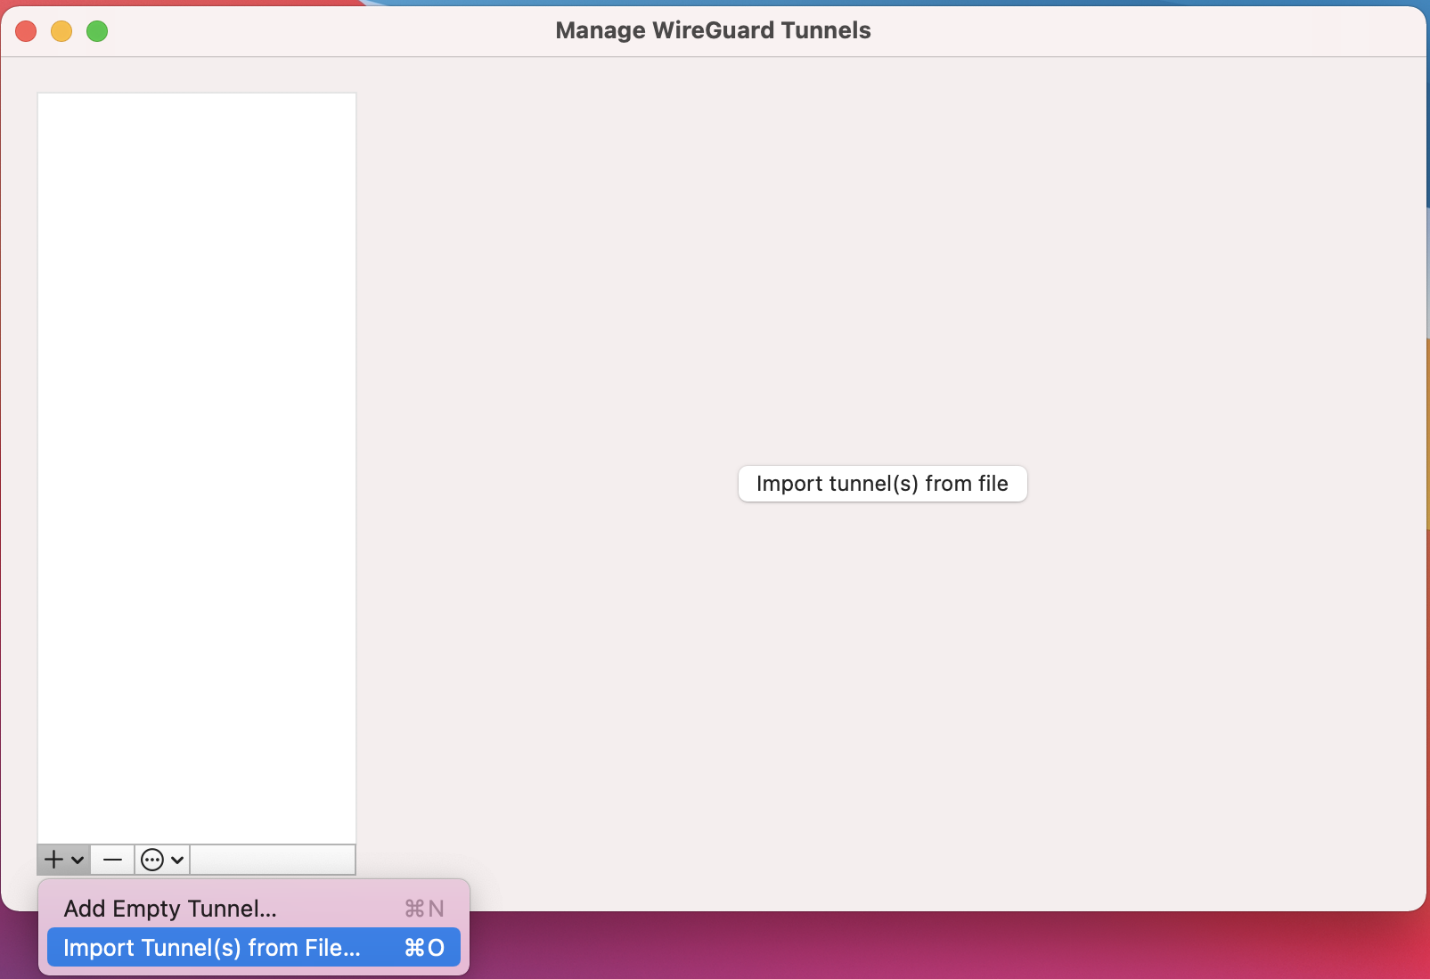 Manage WireGuard Tunnels
Import tunnel(s) from file
Add Empty Tunnel... ⌘N
Import Tunnel(s) from File... ⌘O